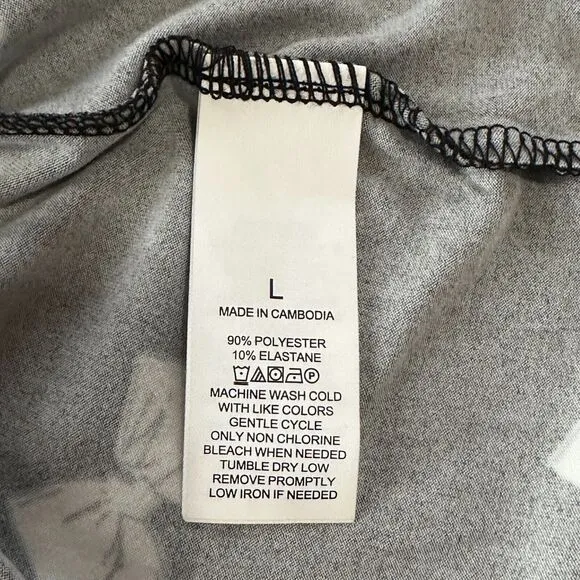 L
MADE IN CAMBODIA
90% POLYESTER
10% ELASTANE
P
MACHINE WASH COLD
WITH LIKE COLORS
GENTLE CYCLE
ONLY NON CHLORINE
BLEACH WHEN NEEDED
TUMBLE DRY LOW
REMOVE PROMPTLY
LOW IRON IF NEEDED